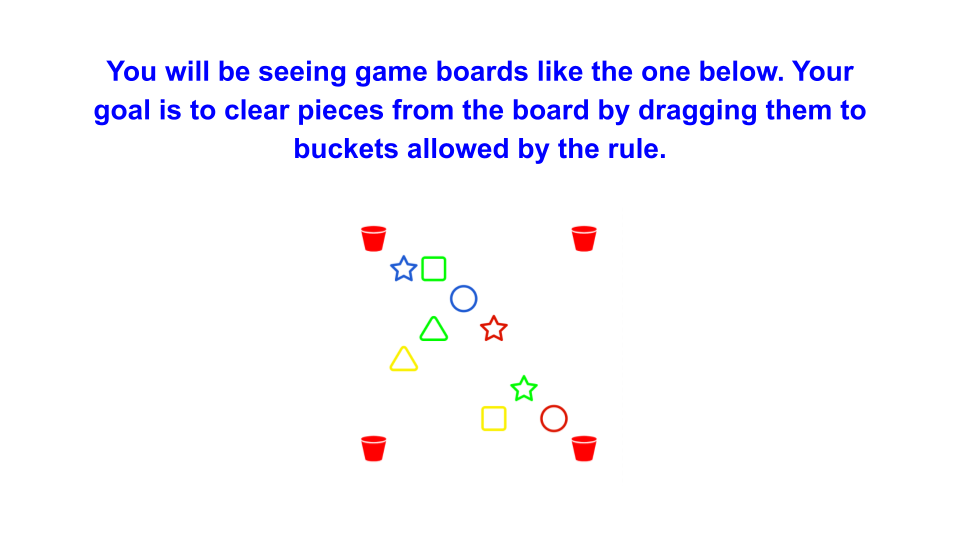 You will be seeing game boards like the one below. Your
goal is to clear pieces from the board by dragging them to
buckets allowed by the rule.